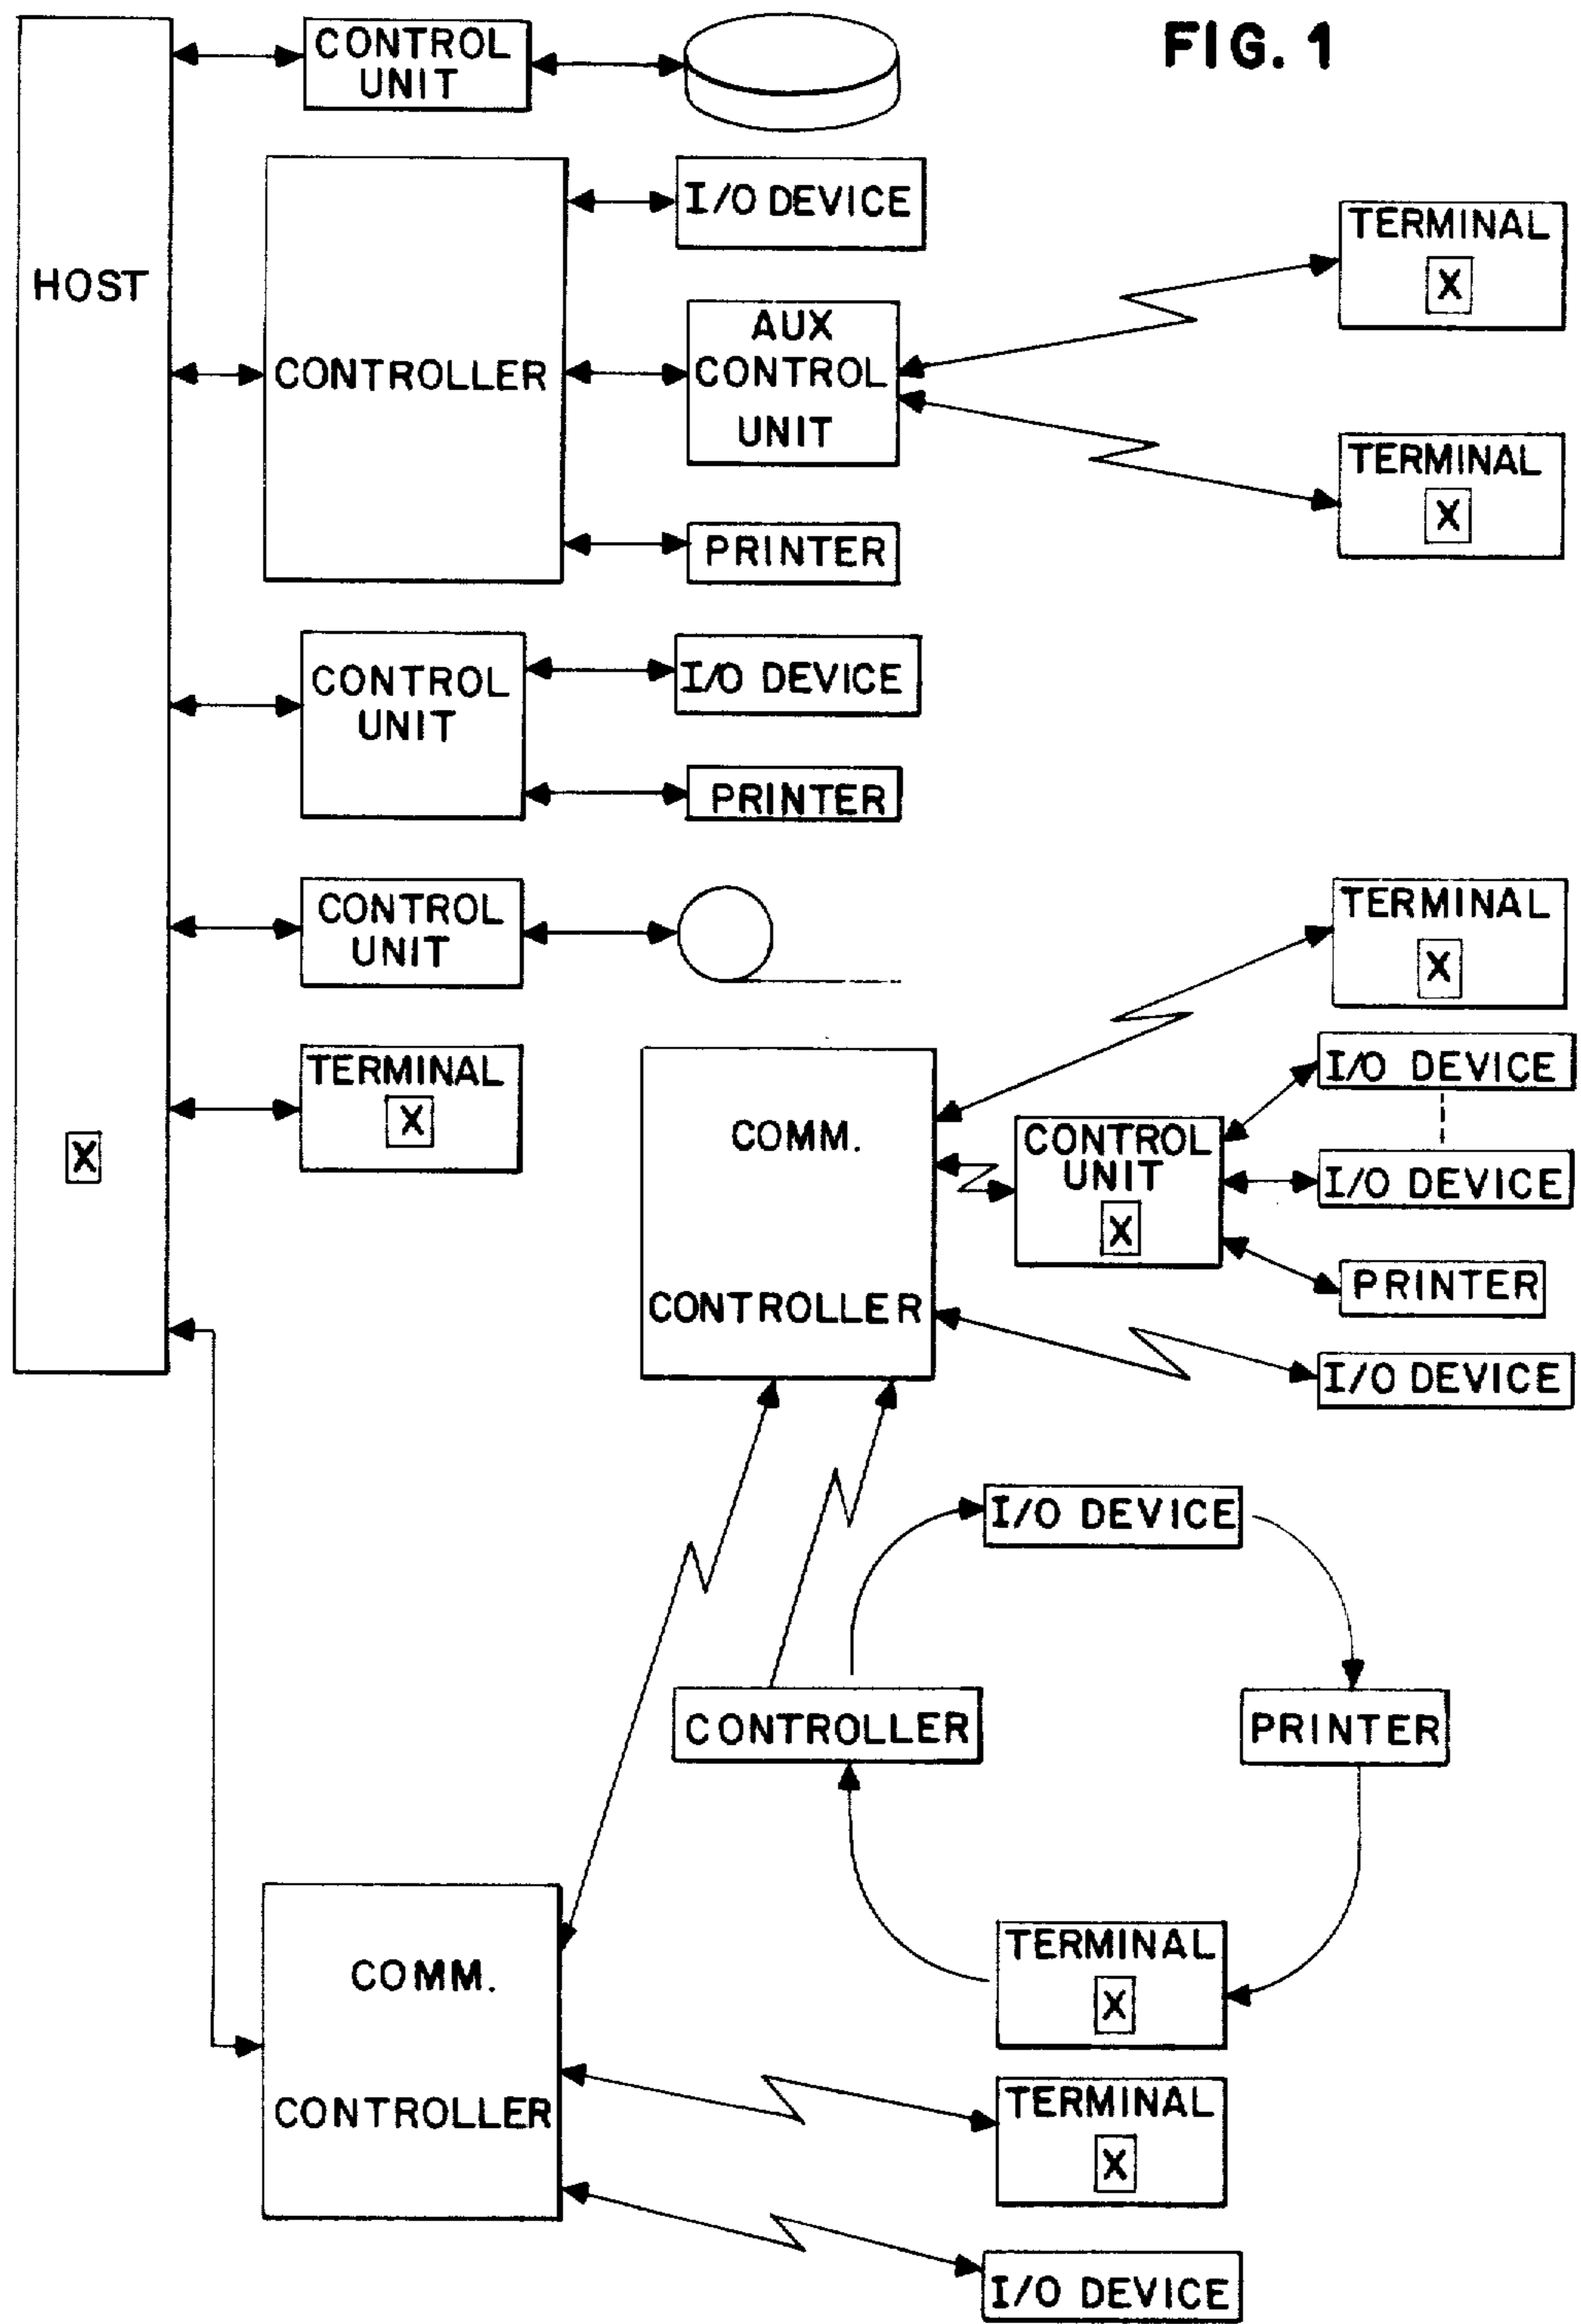 FIG. 1
CONTROL
UNIT
HOST
X
CONTROLLER
I/O DEVICE
AUX
CONTROL
UNIT
PRINTER
TERMINAL
X
TERMINAL
X
CONTROL
UNIT
I/O DEVICE
PRINTER
CONTROL
UNIT
TERMINAL
X
COMM.
CONTROLLER
TERMINAL
X
CONTROL
UNIT
X
I/O DEVICE
I/O DEVICE
PRINTER
I/O DEVICE
I/O DEVICE
CONTROLLER
PRINTER
TERMINAL
X
COMM.
CONTROLLER
TERMINAL
X
I/O DEVICE